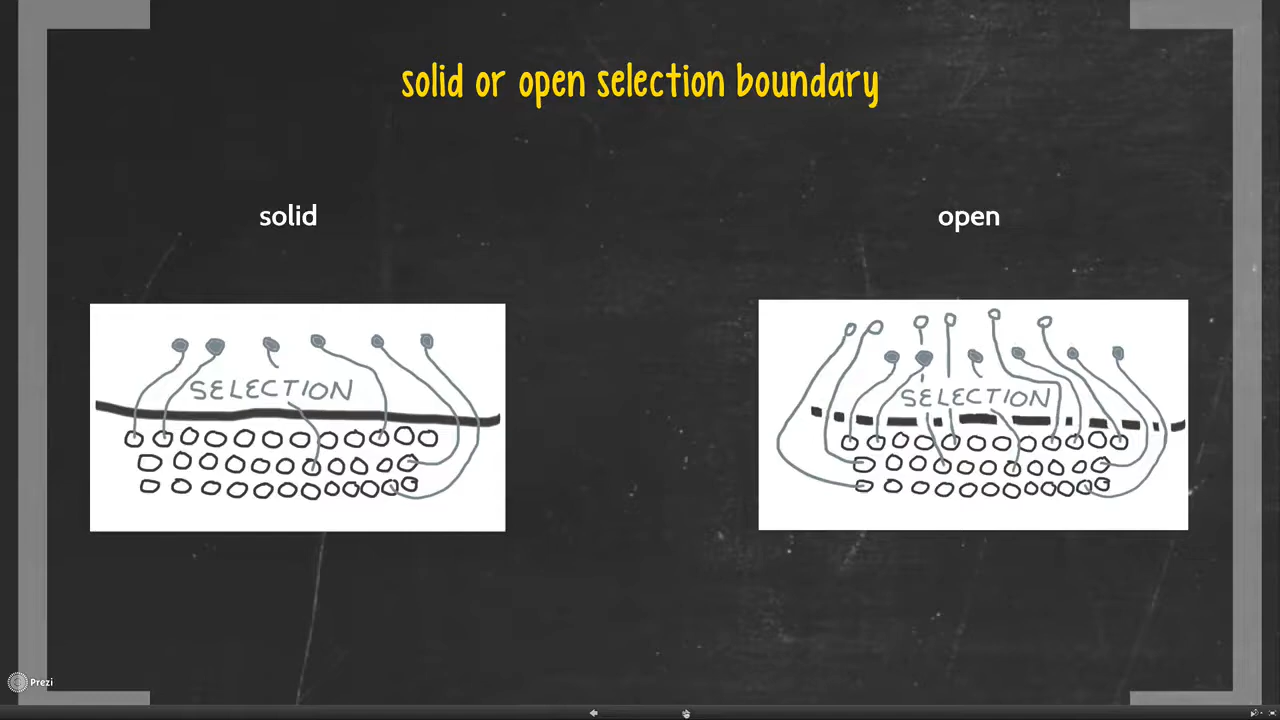 solid or open selection boundary
solid
open
SELECTION
SELECTION
Prezi